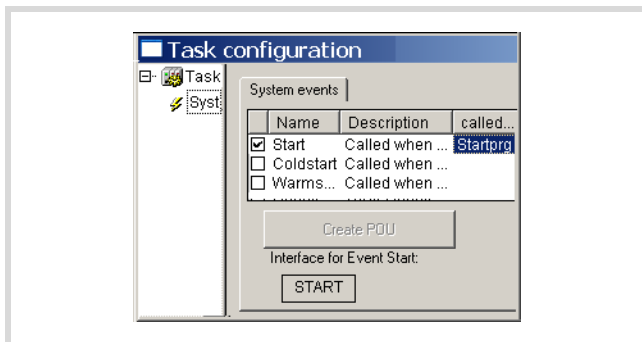 Task configuration
Task
Syst
System events
Name Description called...
Start Called when ... Startprg
Coldstart Called when ...
Warms... Called when ...
Create POU
Interface for Event Start:
START